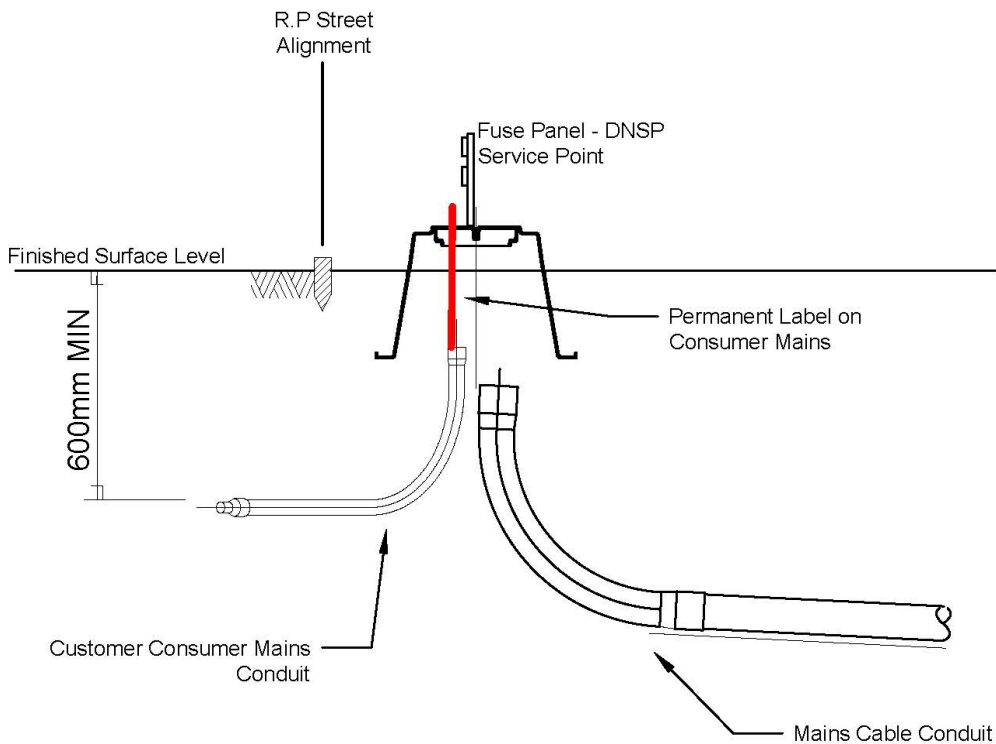 R.P Street
Alignment
Fuse Panel - DNSP
Service Point
Finished Surface Level
600mm MIN
Permanent Label on
Consumer Mains
Customer Consumer Mains
Conduit
Mains Cable Conduit